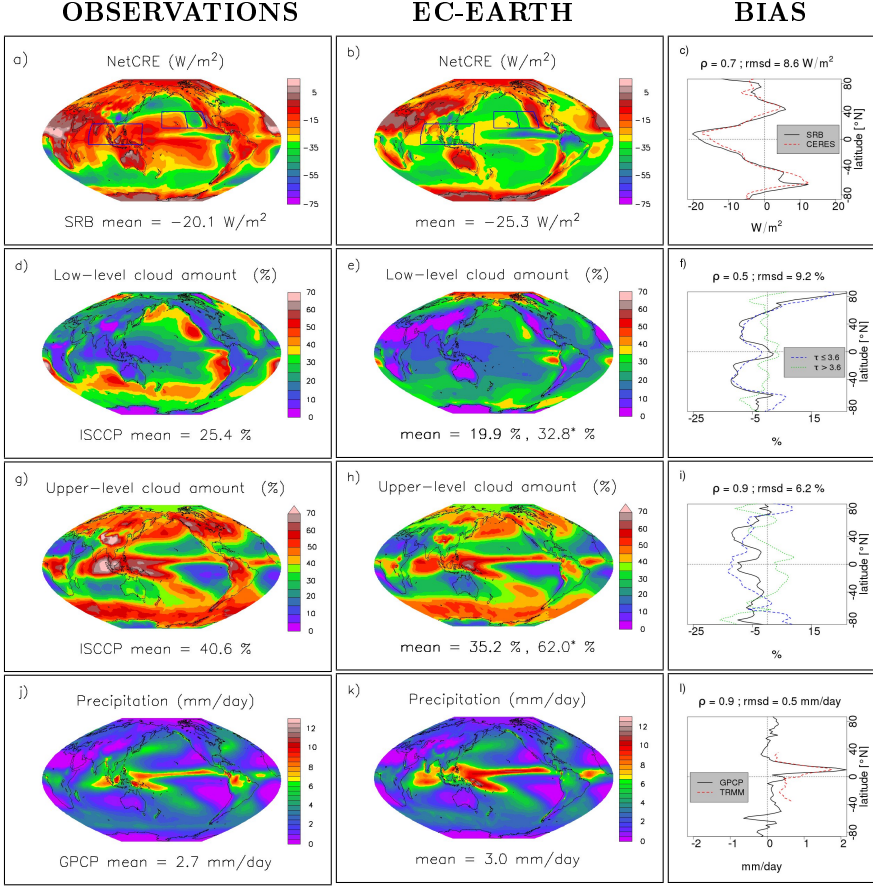 OBSERVATIONS EC-EARTH BIAS
a) NetCRE (W/m²)
5
−15
−35
−55
−75
SRB mean = −20.1 W/m²
b) NetCRE (W/m²)
5
−15
−35
−55
−75
mean = −25.3 W/m²
c) ρ = 0.7 ; rmsd = 8.6 W/m²
SRB
CERES
-80 -40 0 40 80
latitude [°N]
-20 -10 0 10 20
W/m²
d) Low−level cloud amount (%)
70
60
50
40
30
20
10
0
ISCCP mean = 25.4 %
e) Low−level cloud amount (%)
70
60
50
40
30
20
10
0
mean = 19.9 % , 32.8* %
f) ρ = 0.5 ; rmsd = 9.2 %
τ ≤ 3.6
τ > 3.6
-80 -40 0 40 80
latitude [°N]
-25 -5 15
%
g) Upper−level cloud amount (%)
70
60
50
40
30
20
10
0
ISCCP mean = 40.6 %
h) Upper−level cloud amount (%)
70
60
50
40
30
20
10
0
mean = 35.2 % , 62.0* %
i) ρ = 0.9 ; rmsd = 6.2 %
-80 -40 0 40 80
latitude [°N]
-25 -5 15
%
j) Precipitation (mm/day)
12
10
8
6
4
2
0
GPCP mean = 2.7 mm/day
k) Precipitation (mm/day)
12
10
8
6
4
2
0
mean = 3.0 mm/day
l) ρ = 0.9 ; rmsd = 0.5 mm/day
GPCP
TRMM
-80 -40 0 40 80
latitude [°N]
-2 -1 0 1 2
mm/day